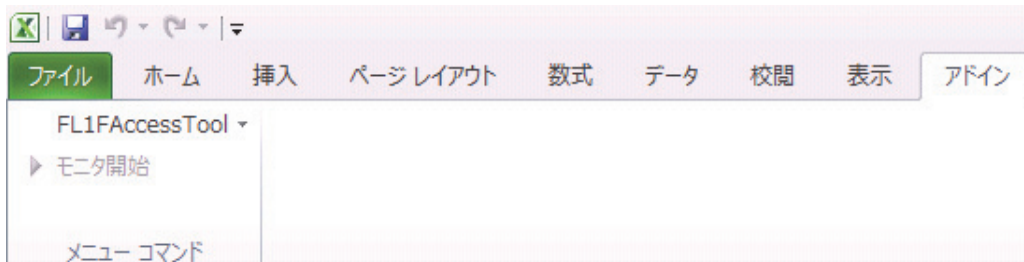 ファイル ホーム 挿入 ページ レイアウト 数式 データ 校閲 表示 アドイン
FL1FAccessTool
モニタ開始
メニュー コマンド